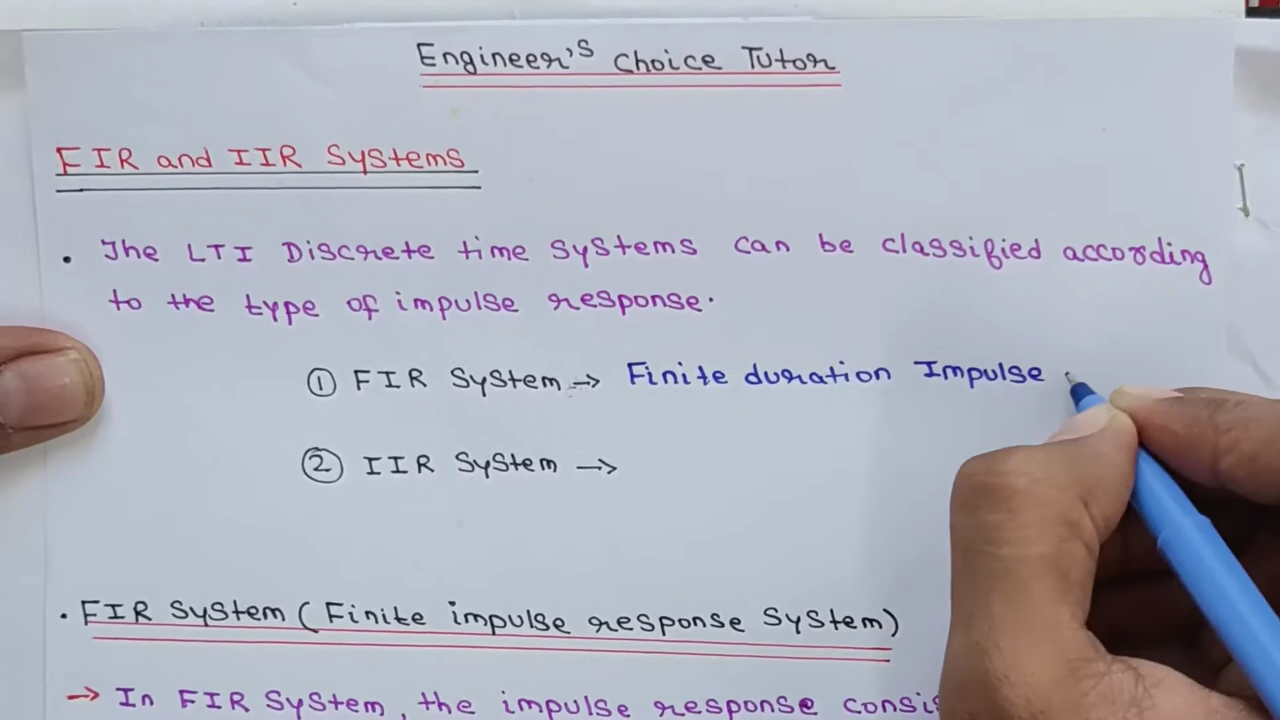 Engineer's Choice Tutor
FIR and IIR Systems
. The LTI Discrete time systems can be classified according
to the type of impulse response.
① FIR System → Finite duration Impulse
② IIR System →
. FIR System (Finite impulse response System)
→ In FIR System, the impulse response